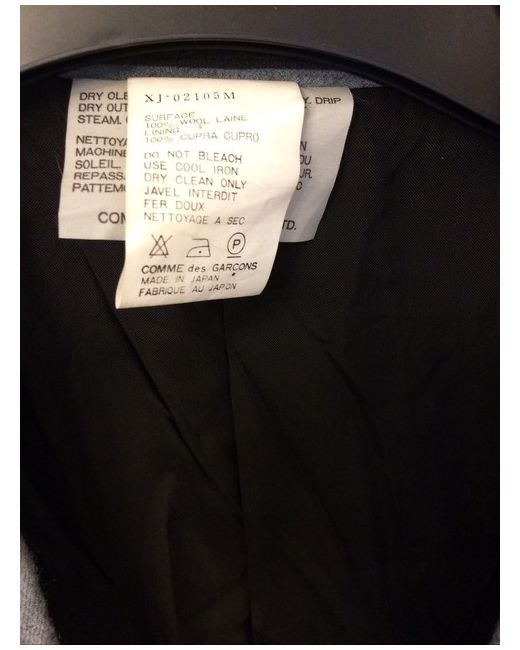 XJ-02105M
SURFACE
100% WOOL LAINE
LINING
100% CUPRA CUPRO
DO NOT BLEACH
USE COOL IRON
DRY CLEAN ONLY
JAVEL INTERDIT
FER DOUX
NETTOYAGE A SEC
P
COMME des GARCONS
MADE IN JAPAN
FABRIQUE AU JAPON
DRY CLE
Y. DRIP
DRY OUT
STEAM.
NETTOYA
N
MACHINE
DU
SOLEIL.
UR.
REPASS
C
PATTEMO
COM
TD.